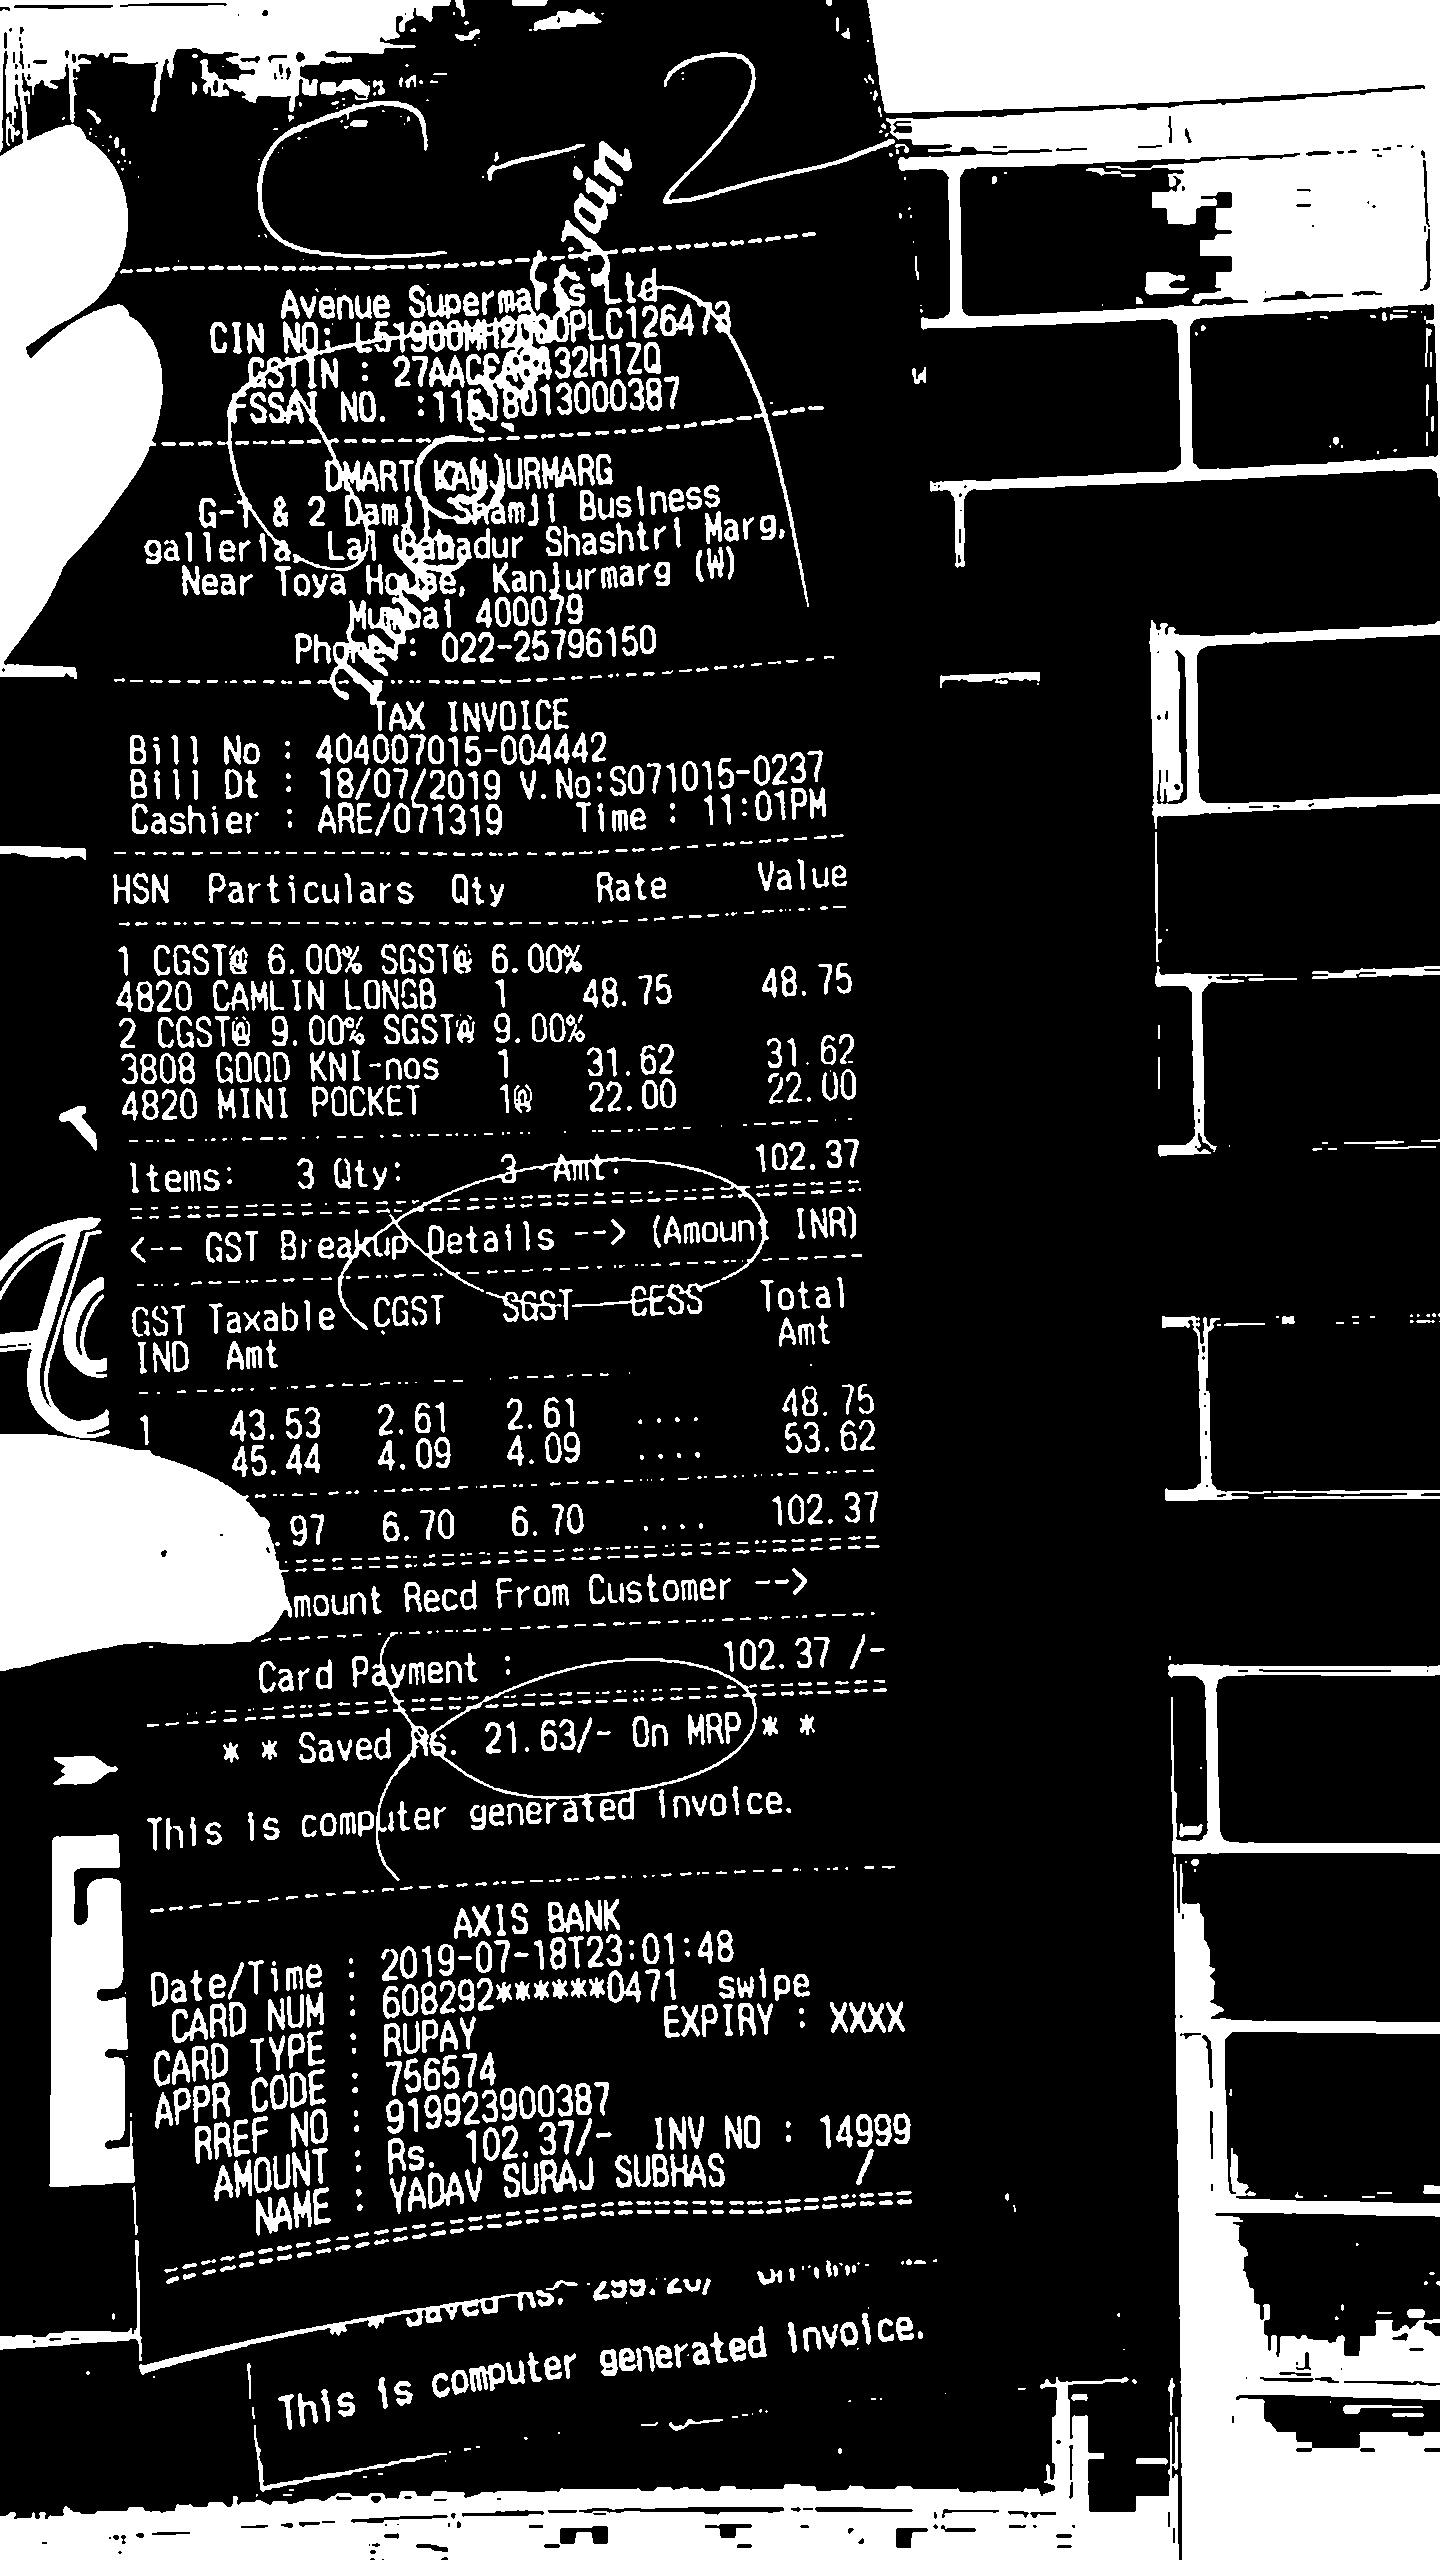 C-2
Avenue Supermarts Ltd
CIN NO: L51900MH2000PLC126473
GSTIN : 27AACEA8432H1ZQ
FSSAI NO. :11518013000387
DMART KANJURMARG
G-1 & 2 Damji Shamji Business
galleria, Lal Bahadur Shashtri Marg,
Near Toya House, Kanjurmarg (W)
Mumbai 400079
Phone : 022-25796150
Thank
Jain
TAX INVOICE
Bill No : 404007015-004442
Bill Dt : 18/07/2019 V.No:S071015-0237
Cashier : ARE/071319 Time : 11:01PM
HSN Particulars Qty Rate Value
1 CGST@ 6.00% SGST@ 6.00%
4820 CAMLIN LONGB 1 48.75 48.75
2 CGST@ 9.00% SGST@ 9.00%
3808 GOOD KNI-nos 1 31.62 31.62
4820 MINI POCKET 1@ 22.00 22.00
Items: 3 Qty: 3 Amt: 102.37
<-- GST Breakup Details --> (Amount INR)
GST Taxable CGST SGST CESS Total
IND Amt Amt
1 43.53 2.61 2.61 .... 48.75
45.44 4.09 4.09 .... 53.62
.97 6.70 6.70 .... 102.37
mount Recd From Customer -->
Card Payment : 102.37 /-
* * Saved Rs. 21.63/- On MRP * *
This is computer generated invoice.
AXIS BANK
Date/Time : 2019-07-18T23:01:48
CARD NUM : 608292******0471 swipe
CARD TYPE : RUPAY EXPIRY : XXXX
APPR CODE : 756574
RREF NO : 919923900387
AMOUNT : Rs. 102.37/- INV NO : 14999
NAME : YADAV SURAJ SUBHAS
* * Saved Rs. 299.20/
This is computer generated invoice.